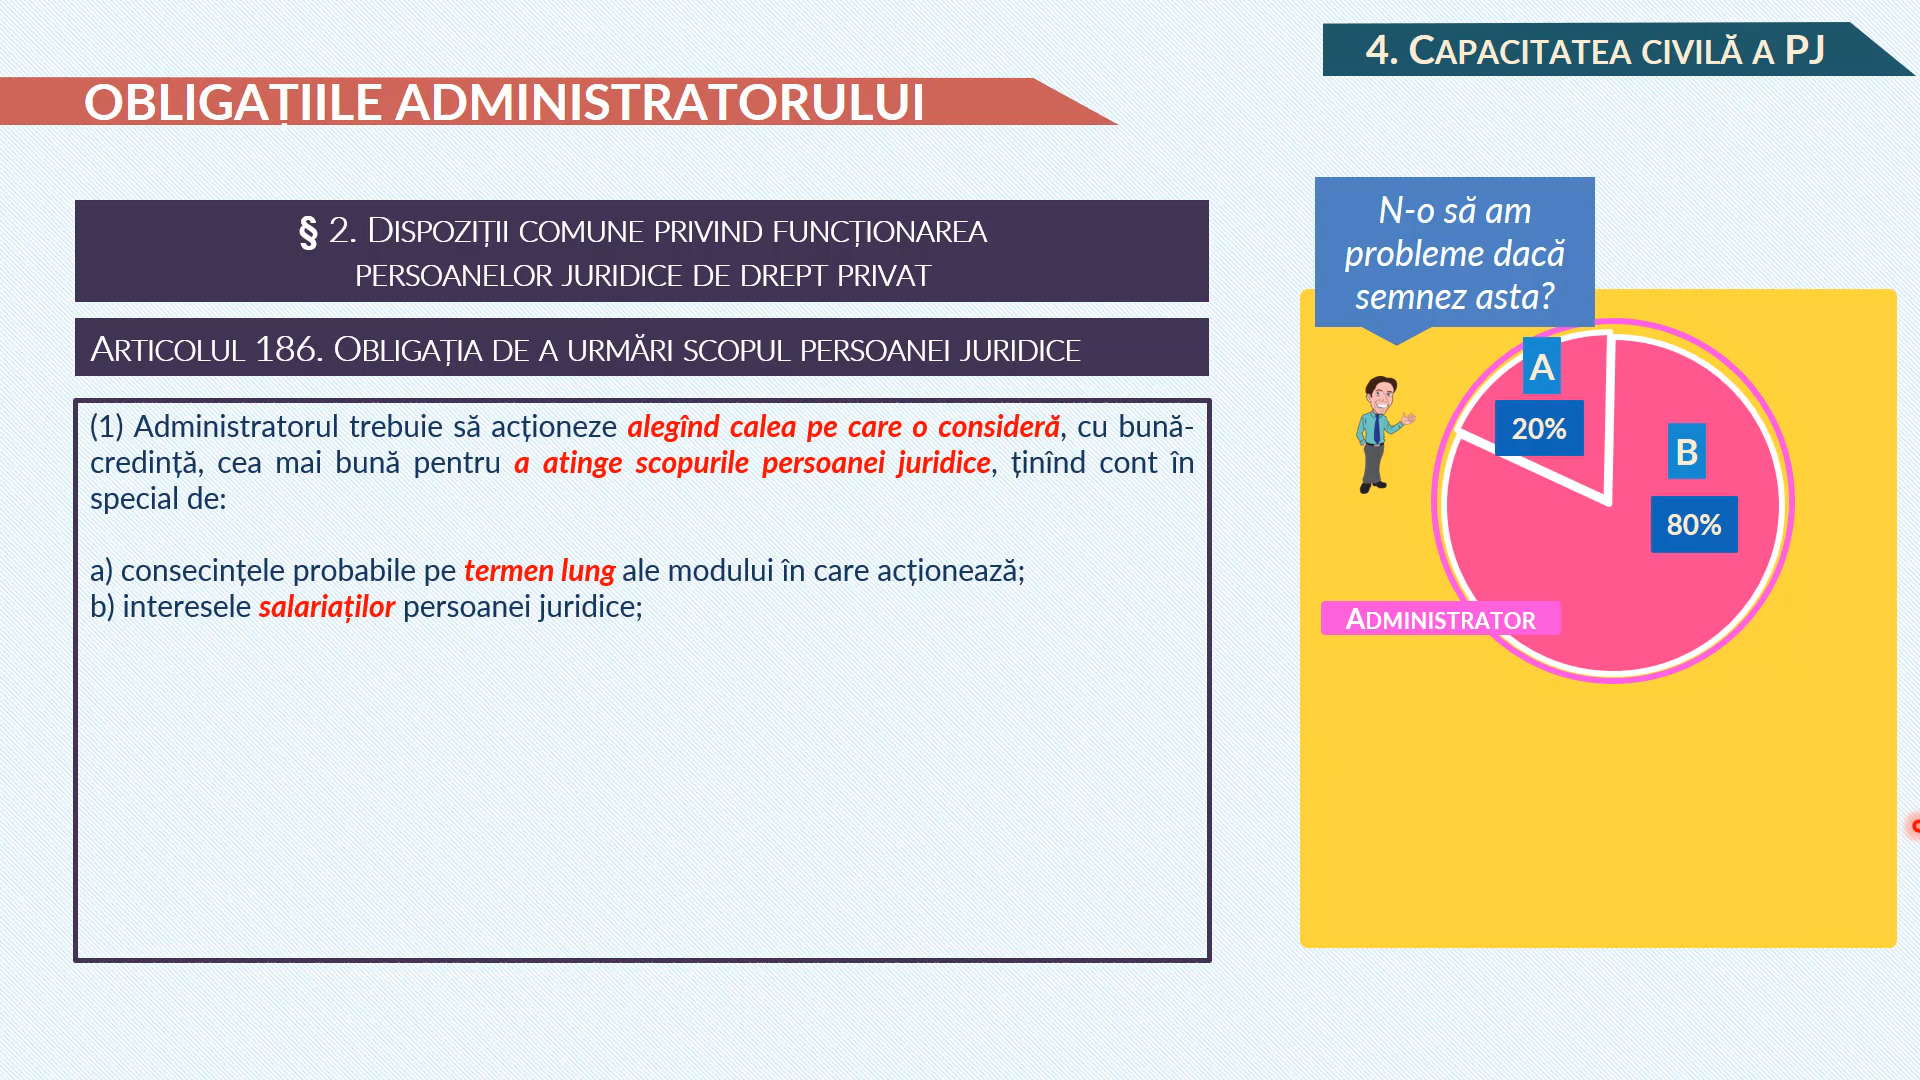 4. CAPACITATEA CIVILĂ A PJ
OBLIGAȚIILE ADMINISTRATORULUI
§ 2. DISPOZIȚII COMUNE PRIVIND FUNCȚIONAREA
PERSOANELOR JURIDICE DE DREPT PRIVAT
ARTICOLUL 186. OBLIGAȚIA DE A URMĂRI SCOPUL PERSOANEI JURIDICE
(1) Administratorul trebuie să acționeze alegînd calea pe care o consideră, cu bună-
credință, cea mai bună pentru a atinge scopurile persoanei juridice, ținînd cont în
special de:
a) consecințele probabile pe termen lung ale modului în care acționează;
b) interesele salariaților persoanei juridice;
N-o să am
probleme dacă
semnez asta?
A
20%
B
80%
ADMINISTRATOR